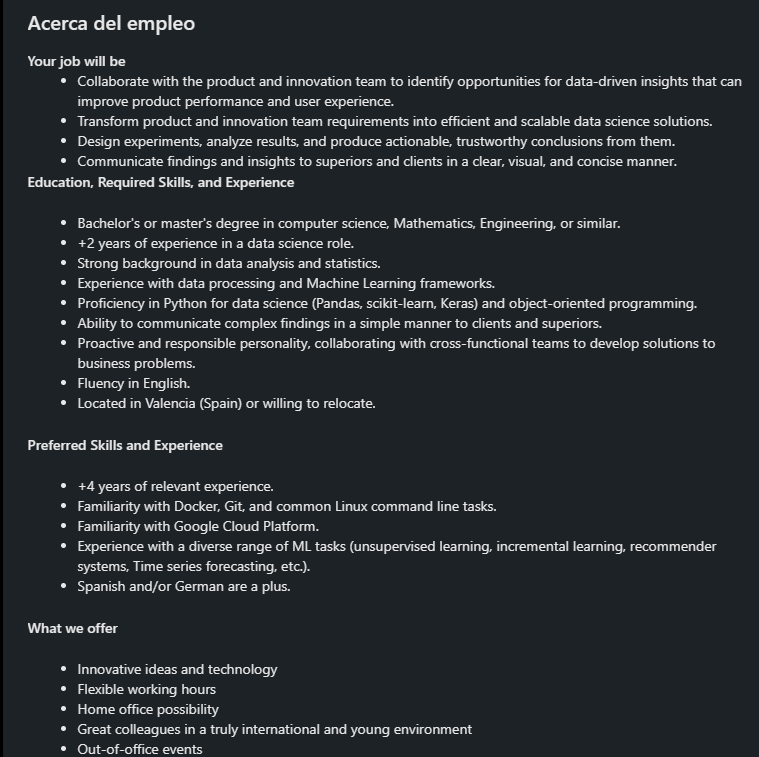 Acerca del empleo
Your job will be
• Collaborate with the product and innovation team to identify opportunities for data-driven insights that can
improve product performance and user experience.
• Transform product and innovation team requirements into efficient and scalable data science solutions.
• Design experiments, analyze results, and produce actionable, trustworthy conclusions from them.
• Communicate findings and insights to superiors and clients in a clear, visual, and concise manner.
Education, Required Skills, and Experience
• Bachelor's or master's degree in computer science, Mathematics, Engineering, or similar.
• +2 years of experience in a data science role.
• Strong background in data analysis and statistics.
• Experience with data processing and Machine Learning frameworks.
• Proficiency in Python for data science (Pandas, scikit-learn, Keras) and object-oriented programming.
• Ability to communicate complex findings in a simple manner to clients and superiors.
• Proactive and responsible personality, collaborating with cross-functional teams to develop solutions to
business problems.
• Fluency in English.
• Located in Valencia (Spain) or willing to relocate.
Preferred Skills and Experience
• +4 years of relevant experience.
• Familiarity with Docker, Git, and common Linux command line tasks.
• Familiarity with Google Cloud Platform.
• Experience with a diverse range of ML tasks (unsupervised learning, incremental learning, recommender
systems, Time series forecasting, etc.).
• Spanish and/or German are a plus.
What we offer
• Innovative ideas and technology
• Flexible working hours
• Home office possibility
• Great colleagues in a truly international and young environment
• Out-of-office events